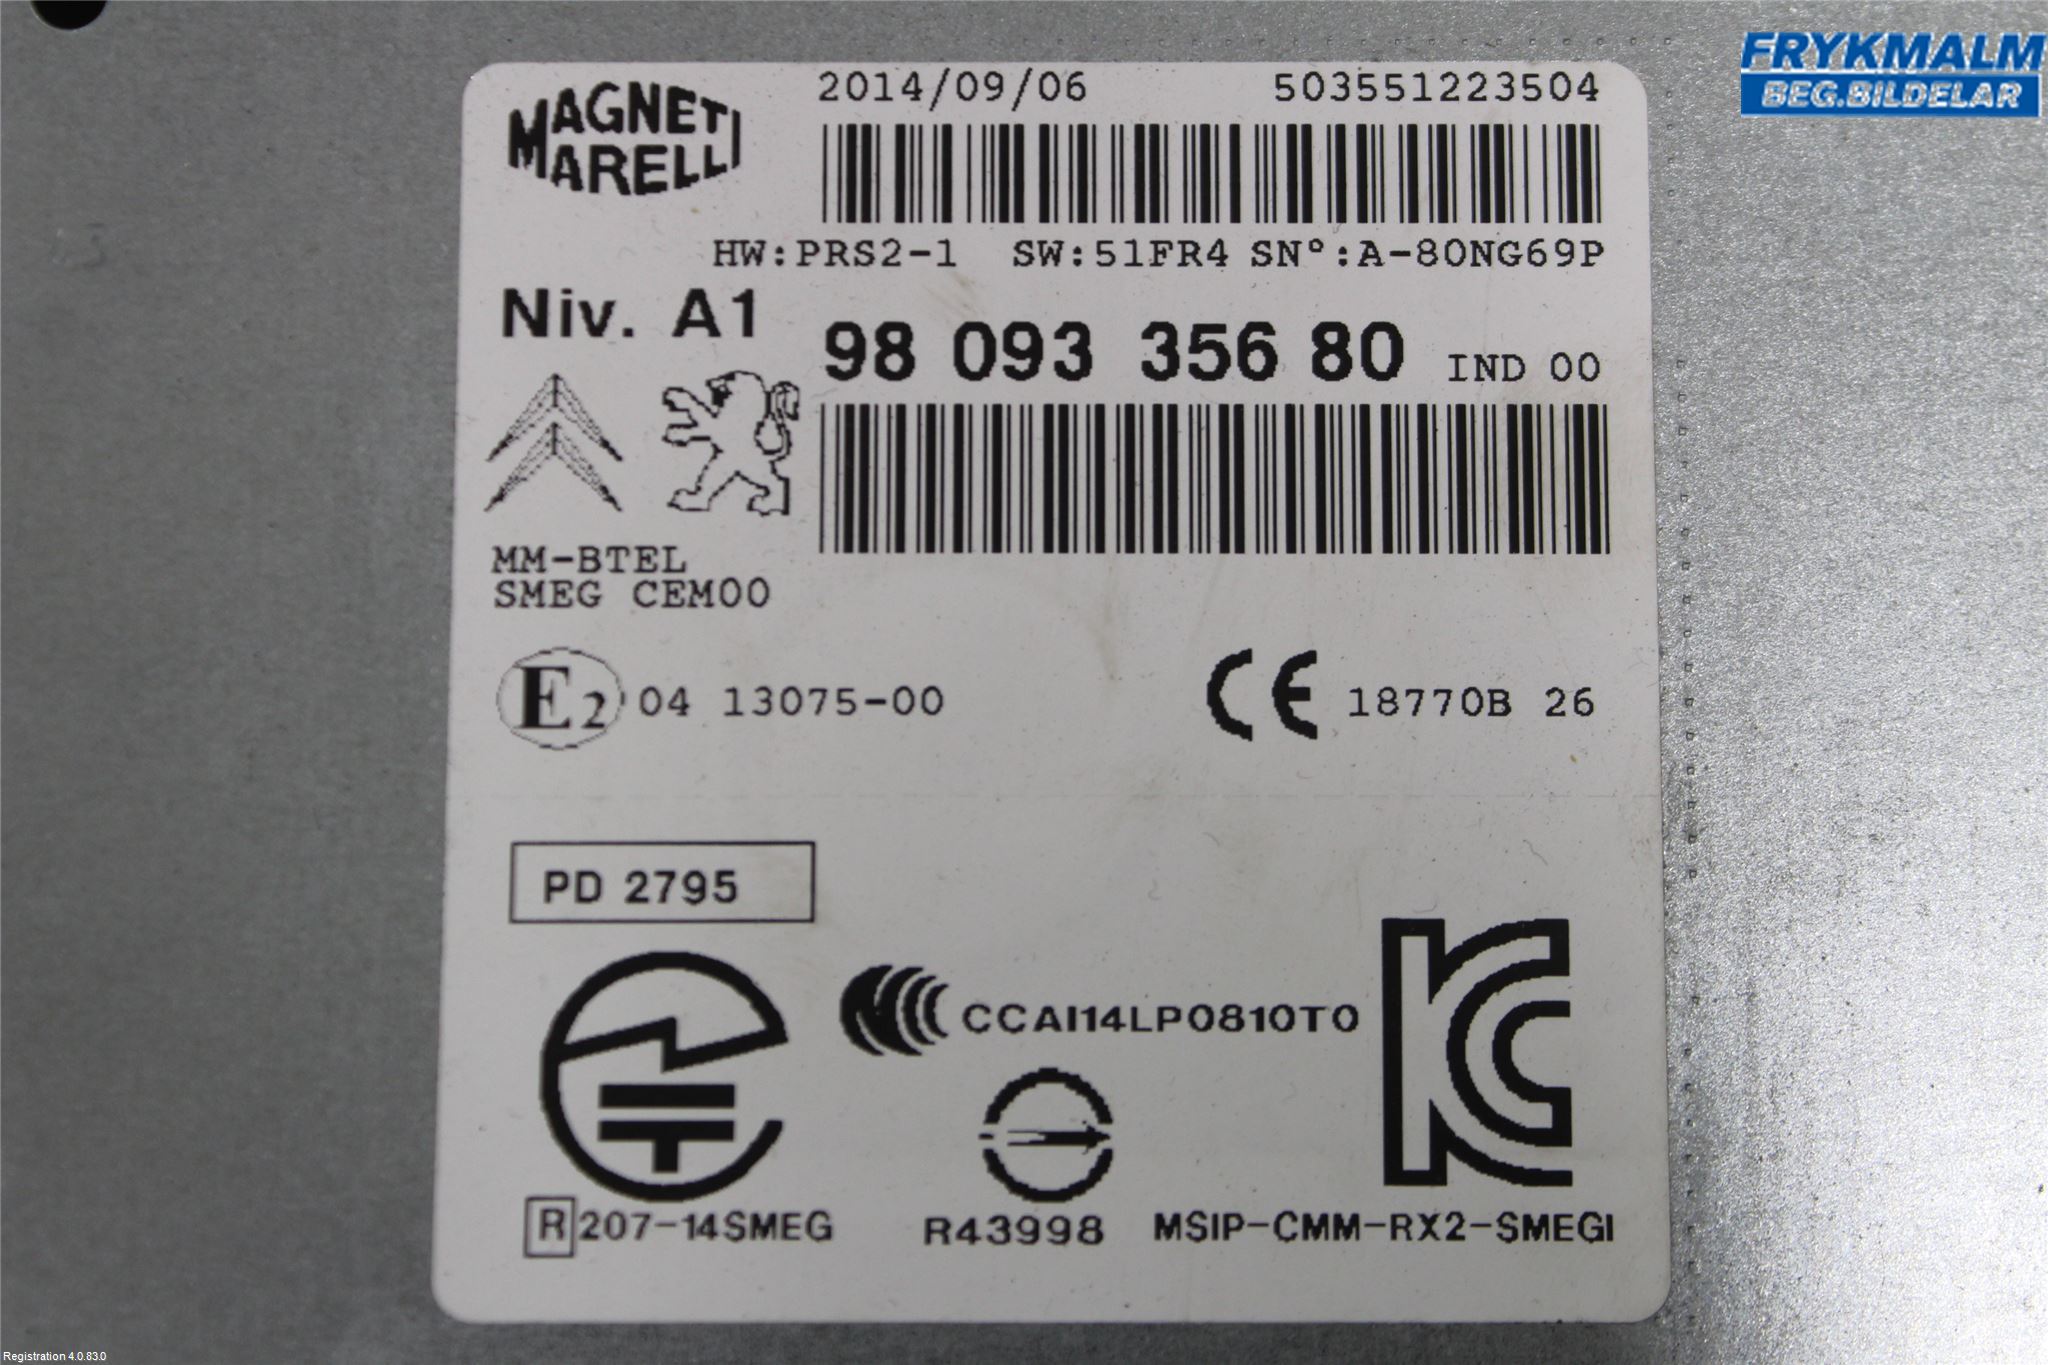 FRYKMALM
BEG.BILDELAR
MAGNETI
MARELLI
2014/09/06 503551223504
HW:PRS2-1 SW:51FR4 SN°:A-80NG69P
Niv. A1
98 093 356 80 IND 00
MM-BTEL
SMEG CEM00
E2 04 13075-00
CE 18770B 26
PD 2795
CCAI14LP0810T0
KC
R 207-14SMEG
R43998
MSIP-CMM-RX2-SMEGI
Registration 4.0.83.0